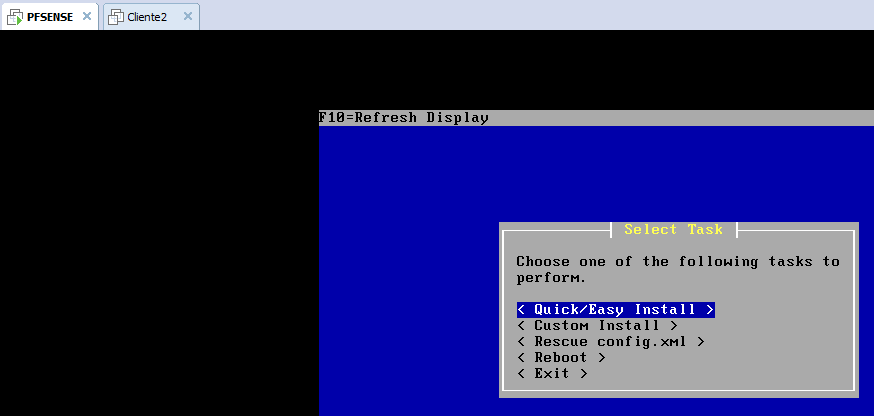 PFSENSE × Cliente2 ×
F10=Refresh Display
Select Task
Choose one of the following tasks to
perform.
< Quick/Easy Install >
< Custom Install >
< Rescue config.xml >
< Reboot >
< Exit >